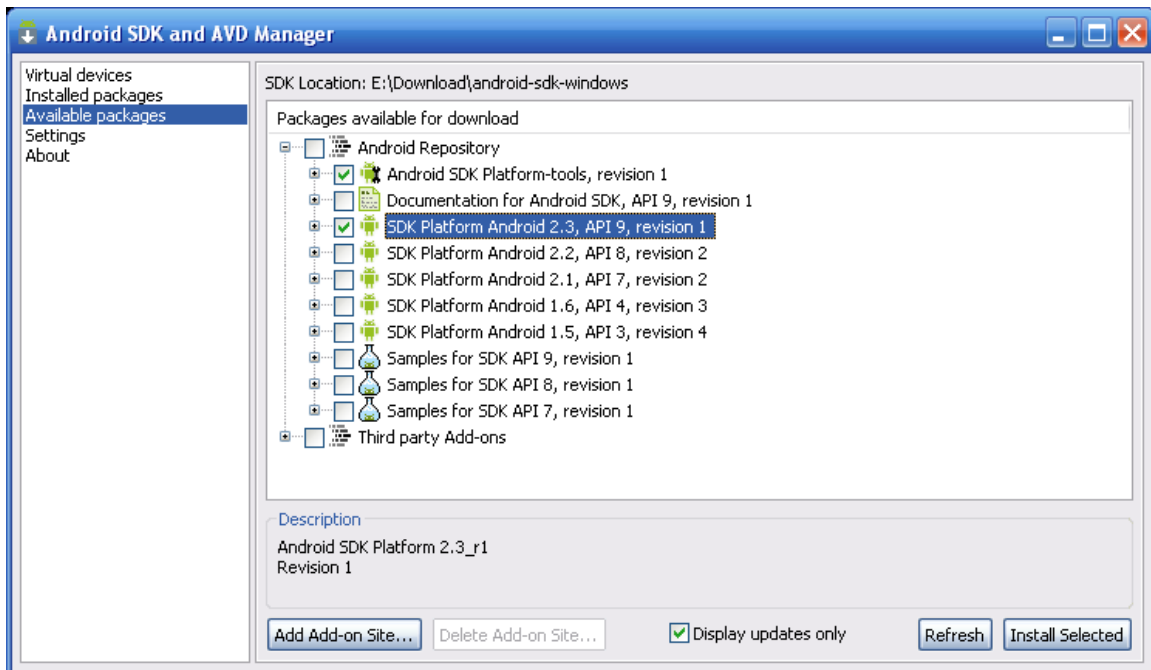 Android SDK and AVD Manager
Virtual devices
Installed packages
Available packages
Settings
About
SDK Location: E:\Download\android-sdk-windows
Packages available for download
Android Repository
Android SDK Platform-tools, revision 1
Documentation for Android SDK, API 9, revision 1
SDK Platform Android 2.3, API 9, revision 1
SDK Platform Android 2.2, API 8, revision 2
SDK Platform Android 2.1, API 7, revision 2
SDK Platform Android 1.6, API 4, revision 3
SDK Platform Android 1.5, API 3, revision 4
Samples for SDK API 9, revision 1
Samples for SDK API 8, revision 1
Samples for SDK API 7, revision 1
Third party Add-ons
Description
Android SDK Platform 2.3_r1
Revision 1
Add Add-on Site... Delete Add-on Site... Display updates only Refresh Install Selected